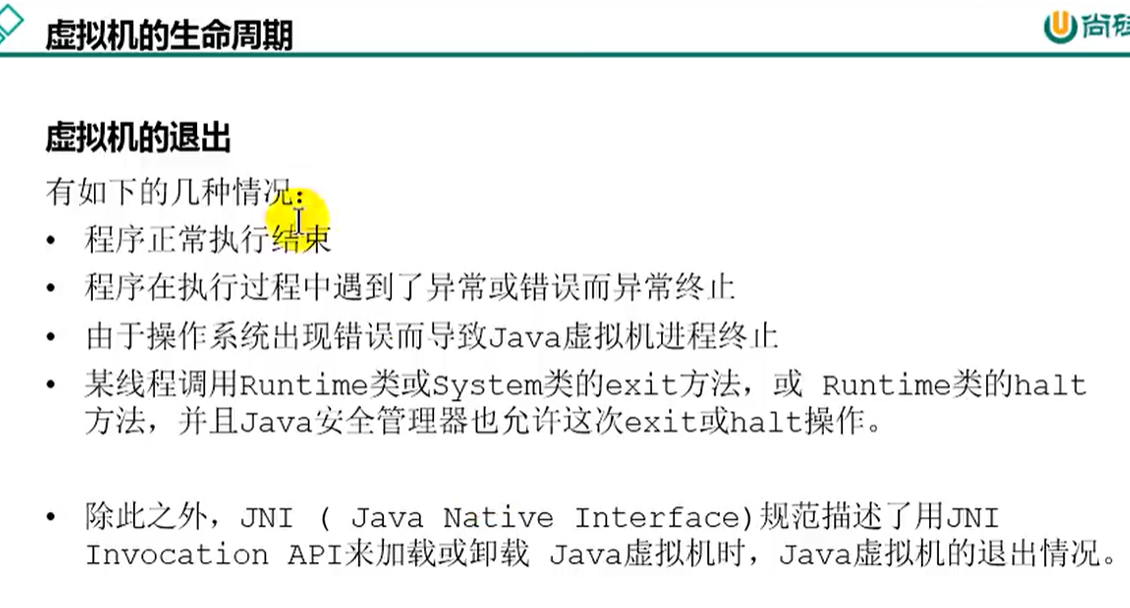 虚拟机的生命周期
尚硅
虚拟机的退出
有如下的几种情况：
• 程序正常执行结束
• 程序在执行过程中遇到了异常或错误而异常终止
• 由于操作系统出现错误而导致Java虚拟机进程终止
• 某线程调用Runtime类或System类的exit方法，或 Runtime类的halt
方法，并且Java安全管理器也允许这次exit或halt操作。
• 除此之外，JNI ( Java Native Interface)规范描述了用JNI
Invocation API来加载或卸载 Java虚拟机时，Java虚拟机的退出情况。